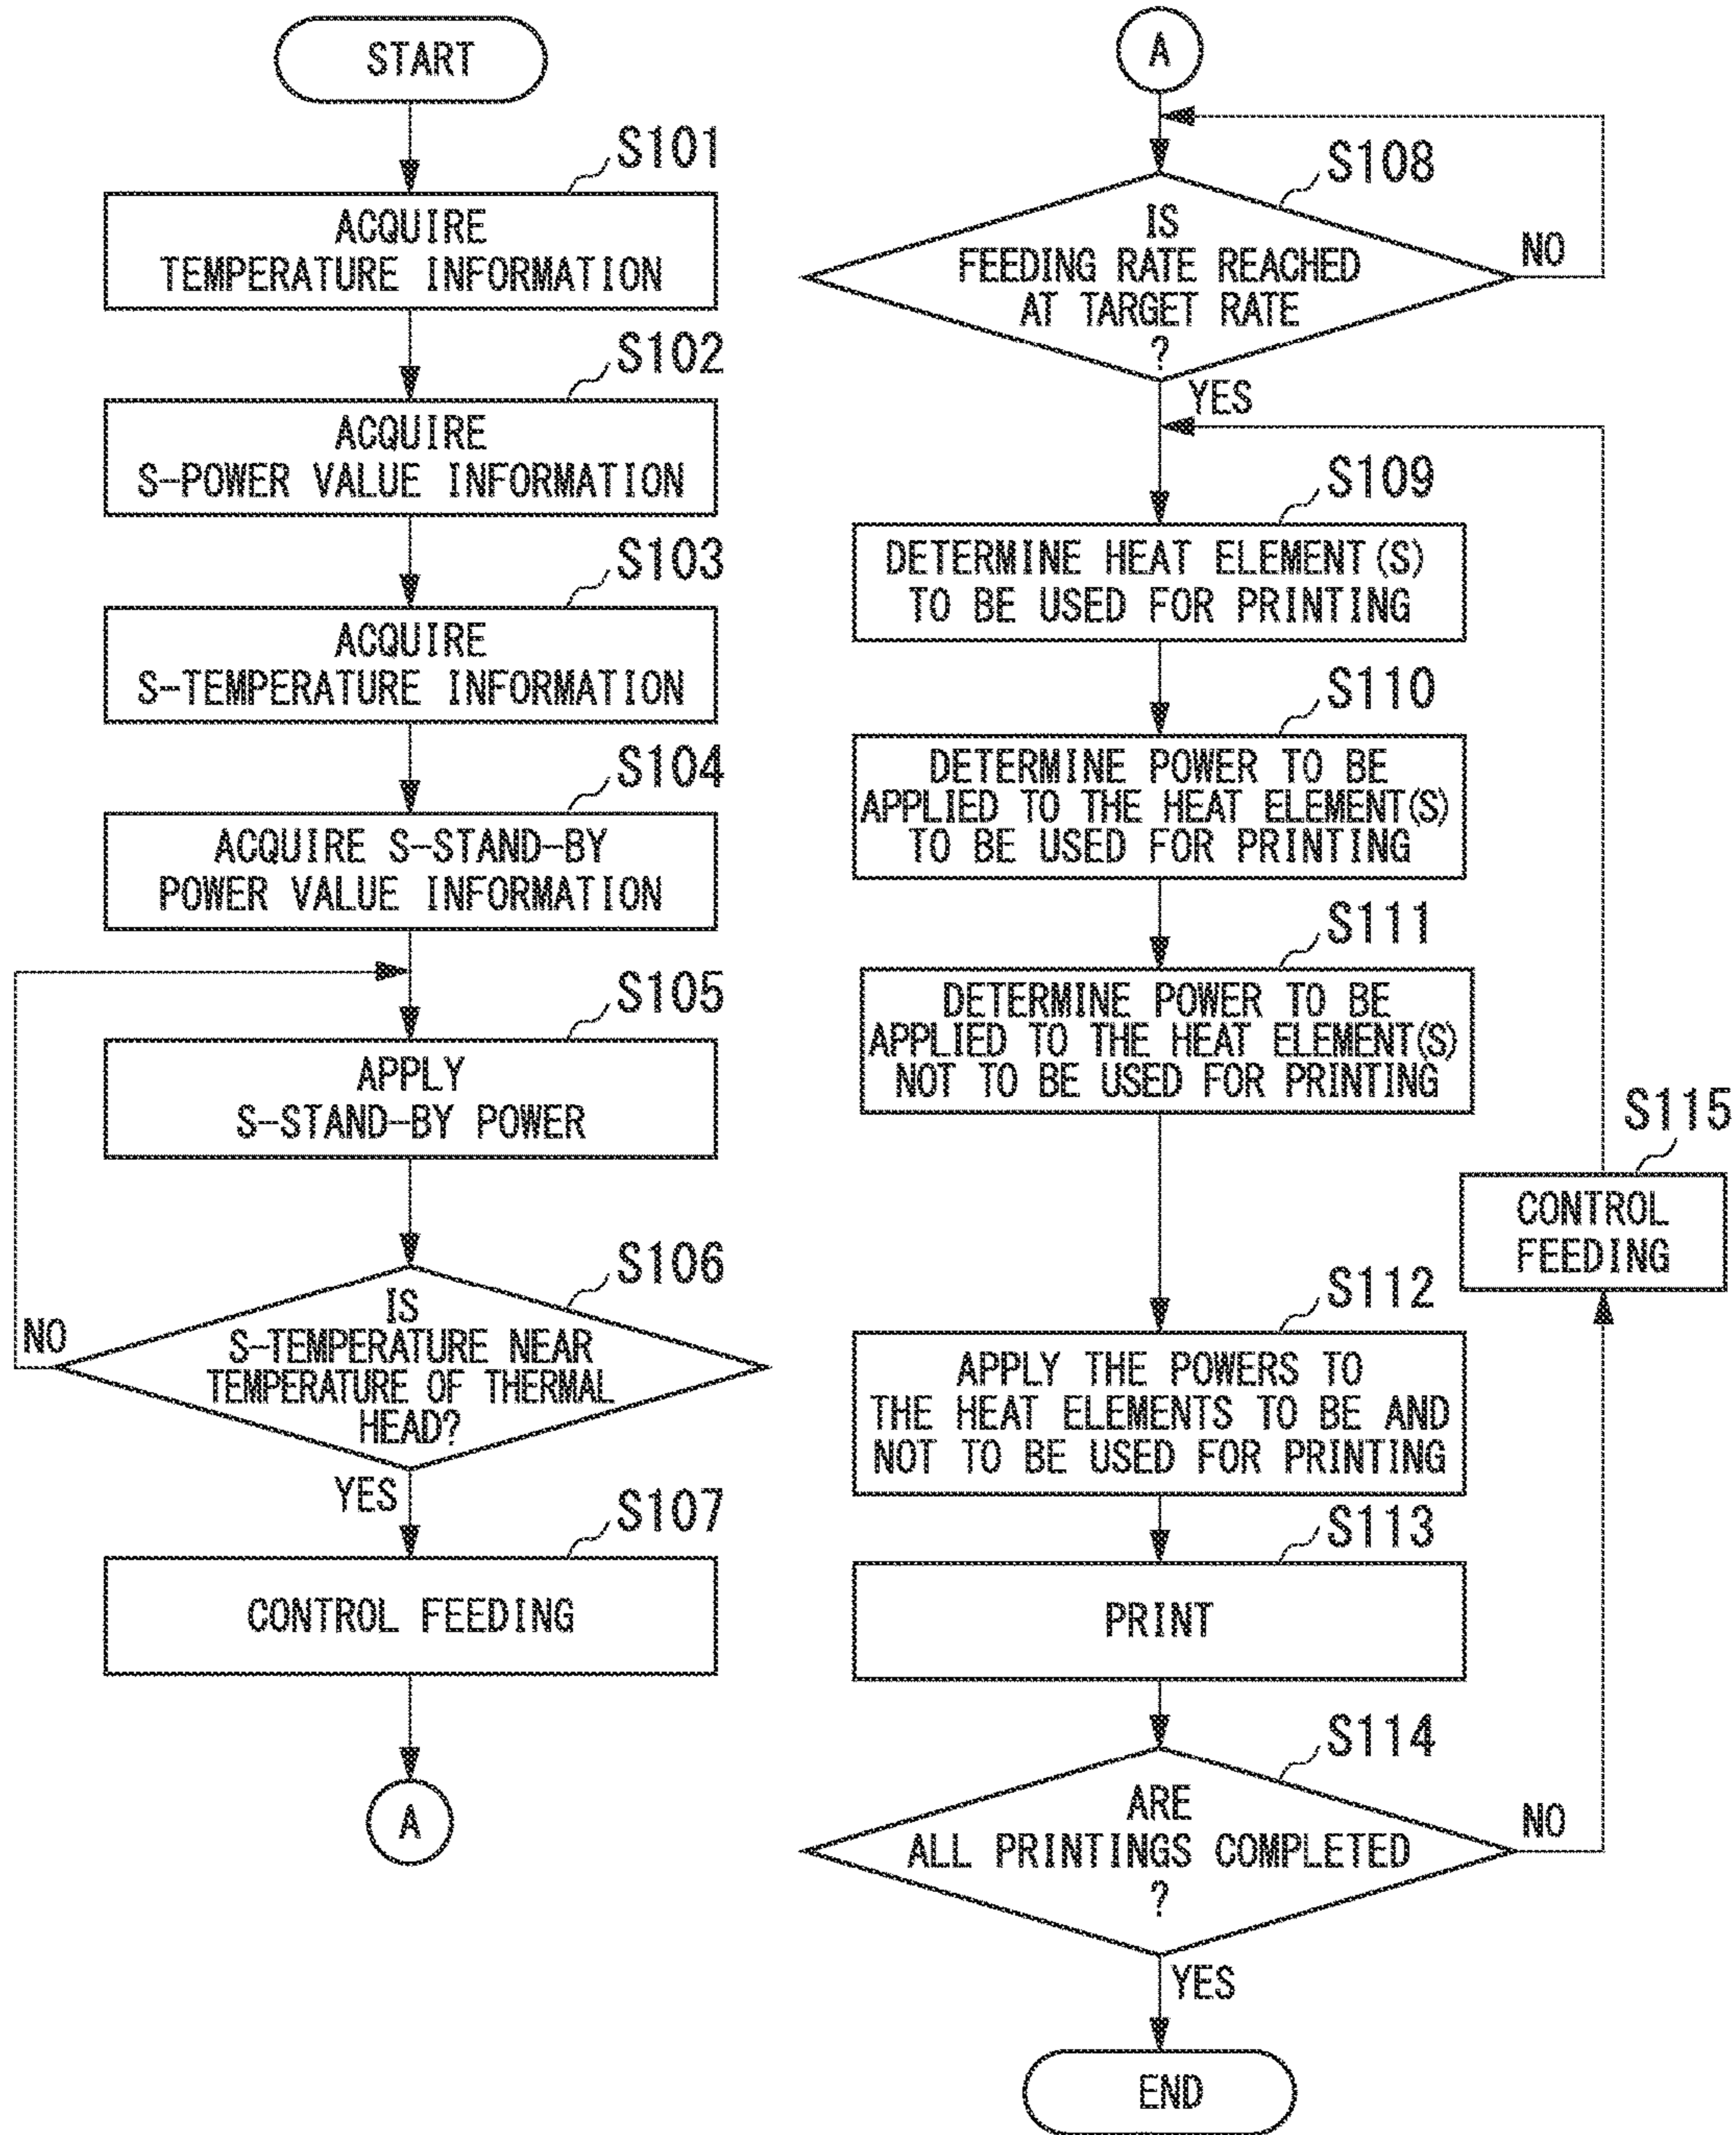 START
S101
ACQUIRE
TEMPERATURE INFORMATION
S102
ACQUIRE
S-POWER VALUE INFORMATION
S103
ACQUIRE
S-TEMPERATURE INFORMATION
S104
ACQUIRE S-STAND-BY
POWER VALUE INFORMATION
S105
APPLY
S-STAND-BY POWER
S106
IS
S-TEMPERATURE NEAR
TEMPERATURE OF THERMAL
HEAD?
NO
YES
S107
CONTROL FEEDING
A
A
S108
IS
FEEDING RATE REACHED
AT TARGET RATE
?
NO
YES
S109
DETERMINE HEAT ELEMENT(S)
TO BE USED FOR PRINTING
S110
DETERMINE POWER TO BE
APPLIED TO THE HEAT ELEMENT(S)
TO BE USED FOR PRINTING
S111
DETERMINE POWER TO BE
APPLIED TO THE HEAT ELEMENT(S)
NOT TO BE USED FOR PRINTING
S115
CONTROL
FEEDING
S112
APPLY THE POWERS TO
THE HEAT ELEMENTS TO BE AND
NOT TO BE USED FOR PRINTING
S113
PRINT
S114
ARE
ALL PRINTINGS COMPLETED
?
NO
YES
END